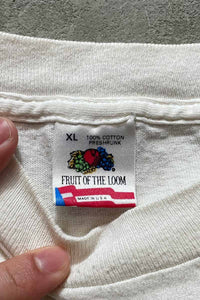 XL 100% COTTON
PRESHRUNK
FRUIT OF THE LOOM
MADE IN U.S.A.